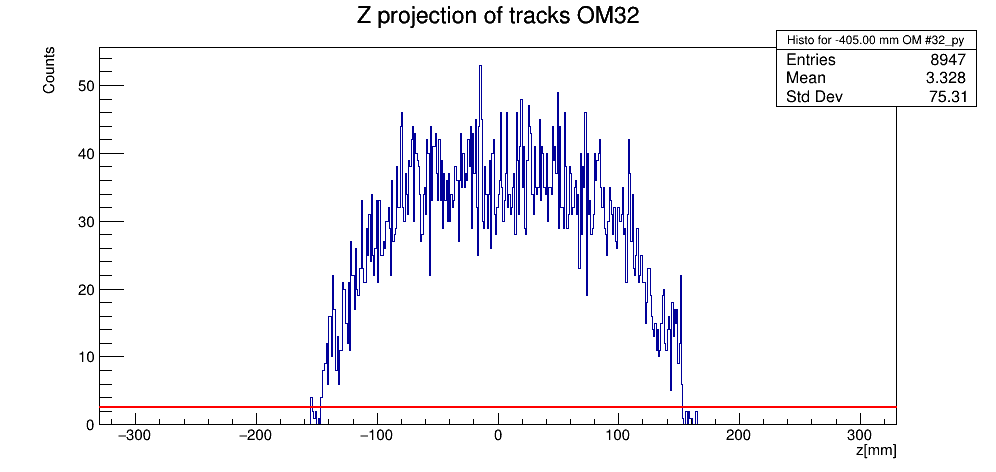 Z projection of tracks OM32
Histo for -405.00 mm OM #32_py
Entries 8947
Mean 3.328
Std Dev 75.31
Counts
50
40
30
20
10
0
−300 −200 −100 0 100 200 300
z[mm]